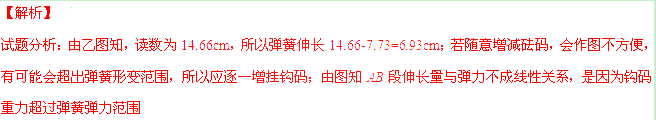 【解析】
试题分析：由乙图知，读数为 14.66cm，所以弹簧伸长 14.66-7.73=6.93cm；若随意增减砝码，会作图不方便，
有可能会超出弹簧形变范围，所以应逐一增挂钩码；由图知 AB 段伸长量与弹力不成线性关系，是因为钩码
重力超过弹簧弹力范围